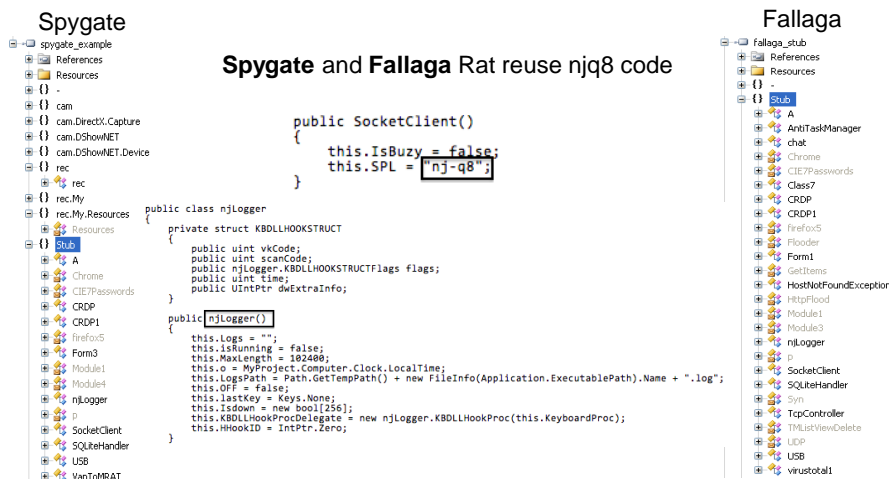 Spygate
spygate_example
References
Resources
{} -
{} cam
{} cam.DirectX.Capture
{} cam.DShowNET
{} cam.DShowNET.Device
{} rec
rec
{} rec.My
{} rec.My.Resources
Resources
{} Stub
A
Chrome
CIE7Passwords
CRDP
CRDP1
firefox5
Form3
Module1
Module4
njLogger
p
SocketClient
SQLiteHandler
USB
VanToMRAT
Spygate and Fallaga Rat reuse njq8 code
public SocketClient()
{
this.IsBuzy = false;
this.SPL = "nj-q8";
}
public class njLogger
{
private struct KBDLLHOOKSTRUCT
{
public uint vkCode;
public uint scanCode;
public njLogger.KBDLLHOOKSTRUCTFlags flags;
public uint time;
public UIntPtr dwExtraInfo;
}
public njLogger()
{
this.Logs = "";
this.isRunning = false;
this.MaxLength = 102400;
this.o = MyProject.Computer.Clock.LocalTime;
this.LogsPath = Path.GetTempPath() + new FileInfo(Application.ExecutablePath).Name + ".log";
this.OFF = false;
this.lastKey = Keys.None;
this.Isdown = new bool[256];
this.KBDLLHookProcDelegate = new njLogger.KBDLLHookProc(this.KeyboardProc);
this.HHookID = IntPtr.Zero;
}
Fallaga
fallaga_stub
References
Resources
{} -
{} Stub
A
AntiTaskManager
chat
Chrome
CIE7Passwords
Class7
CRDP
CRDP1
firefox5
Flooder
Form1
GetItems
HostNotFoundException
HttpFlood
Module1
Module3
njLogger
p
SocketClient
SQLiteHandler
Syn
TcpController
TMListViewDelete
UDP
USB
virustotal1